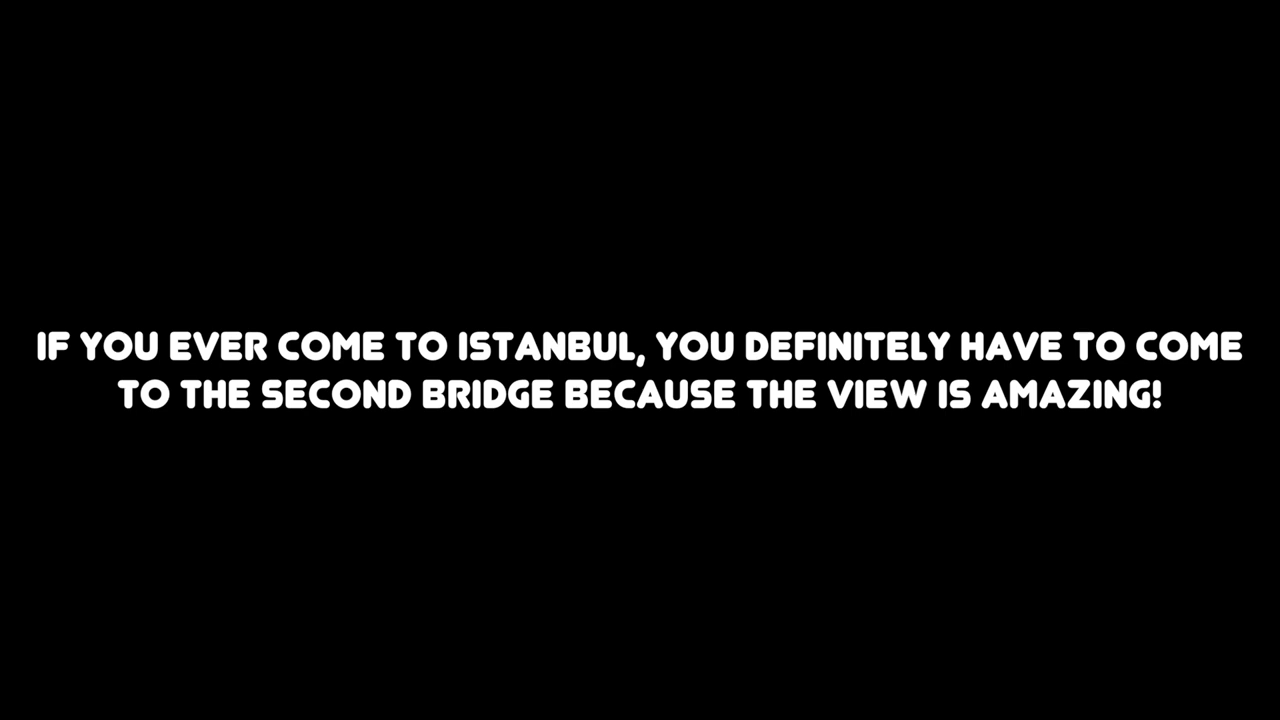 IF YOU EVER COME TO ISTANBUL, YOU DEFINITELY HAVE TO COME
TO THE SECOND BRIDGE BECAUSE THE VIEW IS AMAZING!